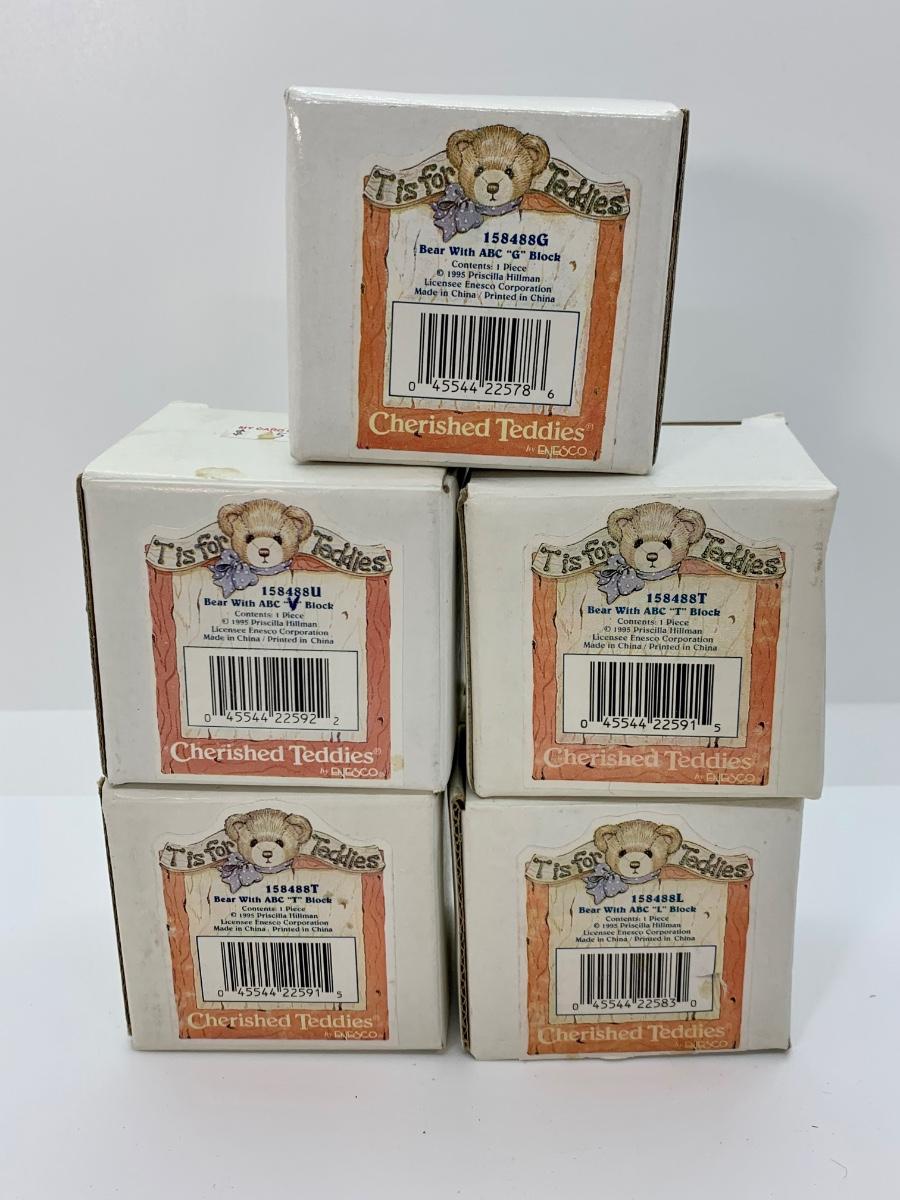 T is for Teddies
158488G
Bear With ABC "G" Block
Contents: 1 Piece
© 1995 Priscilla Hillman
Licensee Enesco Corporation
Made in China / Printed in China
0 45544 22578 6
Cherished Teddies®
by ENESCO
T is for Teddies
158488U
Bear With ABC " " Block
Contents: 1 Piece
© 1995 Priscilla Hillman
Licensee Enesco Corporation
Made in China / Printed in China
0 45544 22592 2
Cherished Teddies®
by ENESCO
T is for Teddies
158488T
Bear With ABC "T" Block
Contents: 1 Piece
© 1995 Priscilla Hillman
Licensee Enesco Corporation
Made in China / Printed in China
0 45544 22591 5
Cherished Teddies®
by ENESCO
T is for Teddies
158488T
Bear With ABC "T" Block
Contents: 1 Piece
© 1995 Priscilla Hillman
Licensee Enesco Corporation
Made in China / Printed in China
0 45544 22591 5
Cherished Teddies®
by ENESCO
T is for Teddies
158488L
Bear With ABC "L" Block
Contents: 1 Piece
© 1995 Priscilla Hillman
Licensee Enesco Corporation
Made in China / Printed in China
0 45544 22583 0
Cherished Teddies®
by ENESCO